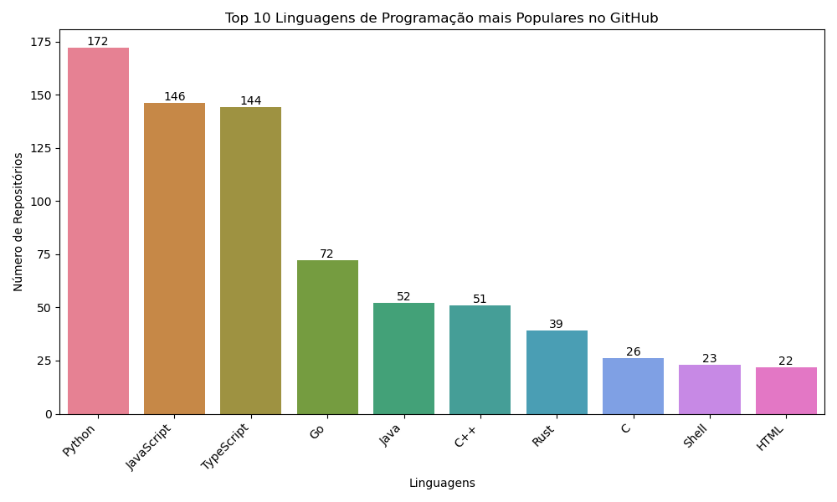 Top 10 Linguagens de Programação mais Populares no GitHub
Número de Repositórios
175
150
125
100
75
50
25
0
172
146
144
72
52
51
39
26
23
22
Python
JavaScript
TypeScript
Go
Java
C++
Rust
C
Shell
HTML
Linguagens